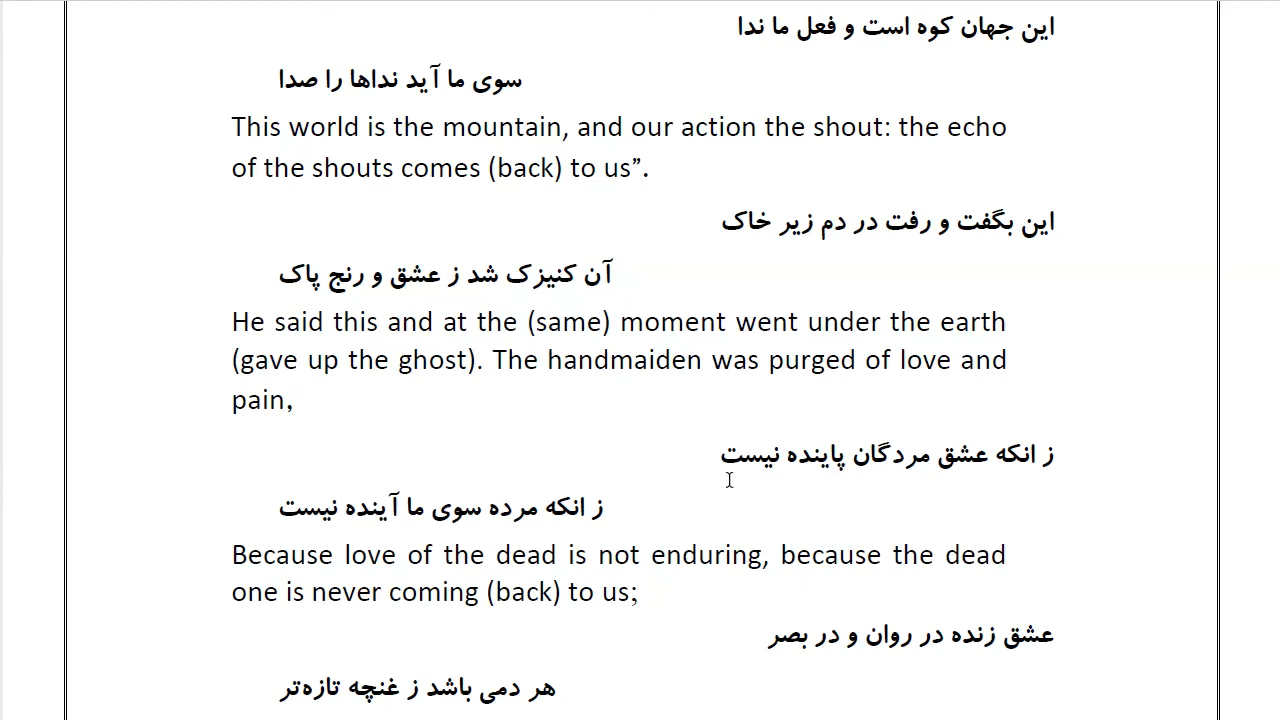 این جهان کوه است و فعل ما ندا
سوی ما آید نداها را صدا
This world is the mountain, and our action the shout: the echo
of the shouts comes (back) to us”.
این بگفت و رفت در دم زیر خاک
آن کنیزک شد ز عشق و رنج پاک
He said this and at the (same) moment went under the earth
(gave up the ghost). The handmaiden was purged of love and
pain,
ز انکه عشق مردگان پاینده نیست
ز انکه مرده سوی ما آینده نیست
Because love of the dead is not enduring, because the dead
one is never coming (back) to us;
عشق زنده در روان و در بصر
هر دمی باشد ز غنچه تازه‌تر